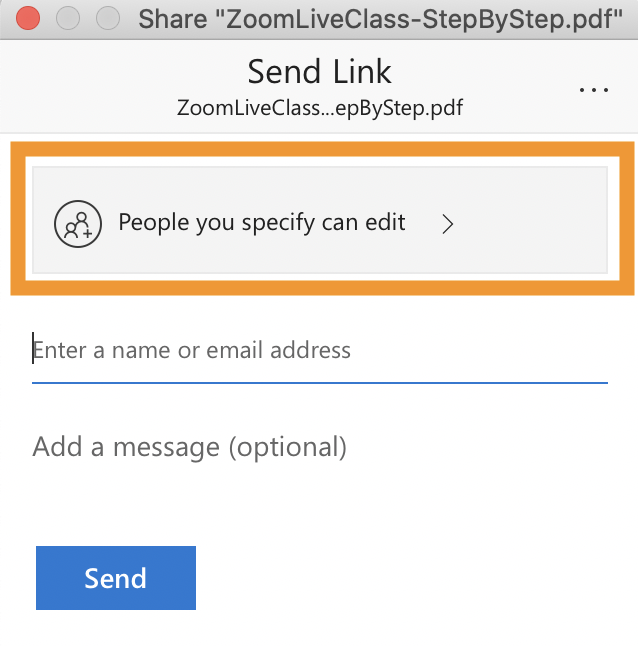 Share "ZoomLiveClass-StepByStep.pdf"
Send Link
ZoomLiveClass...epByStep.pdf
...
People you specify can edit
Enter a name or email address
Add a message (optional)
Send